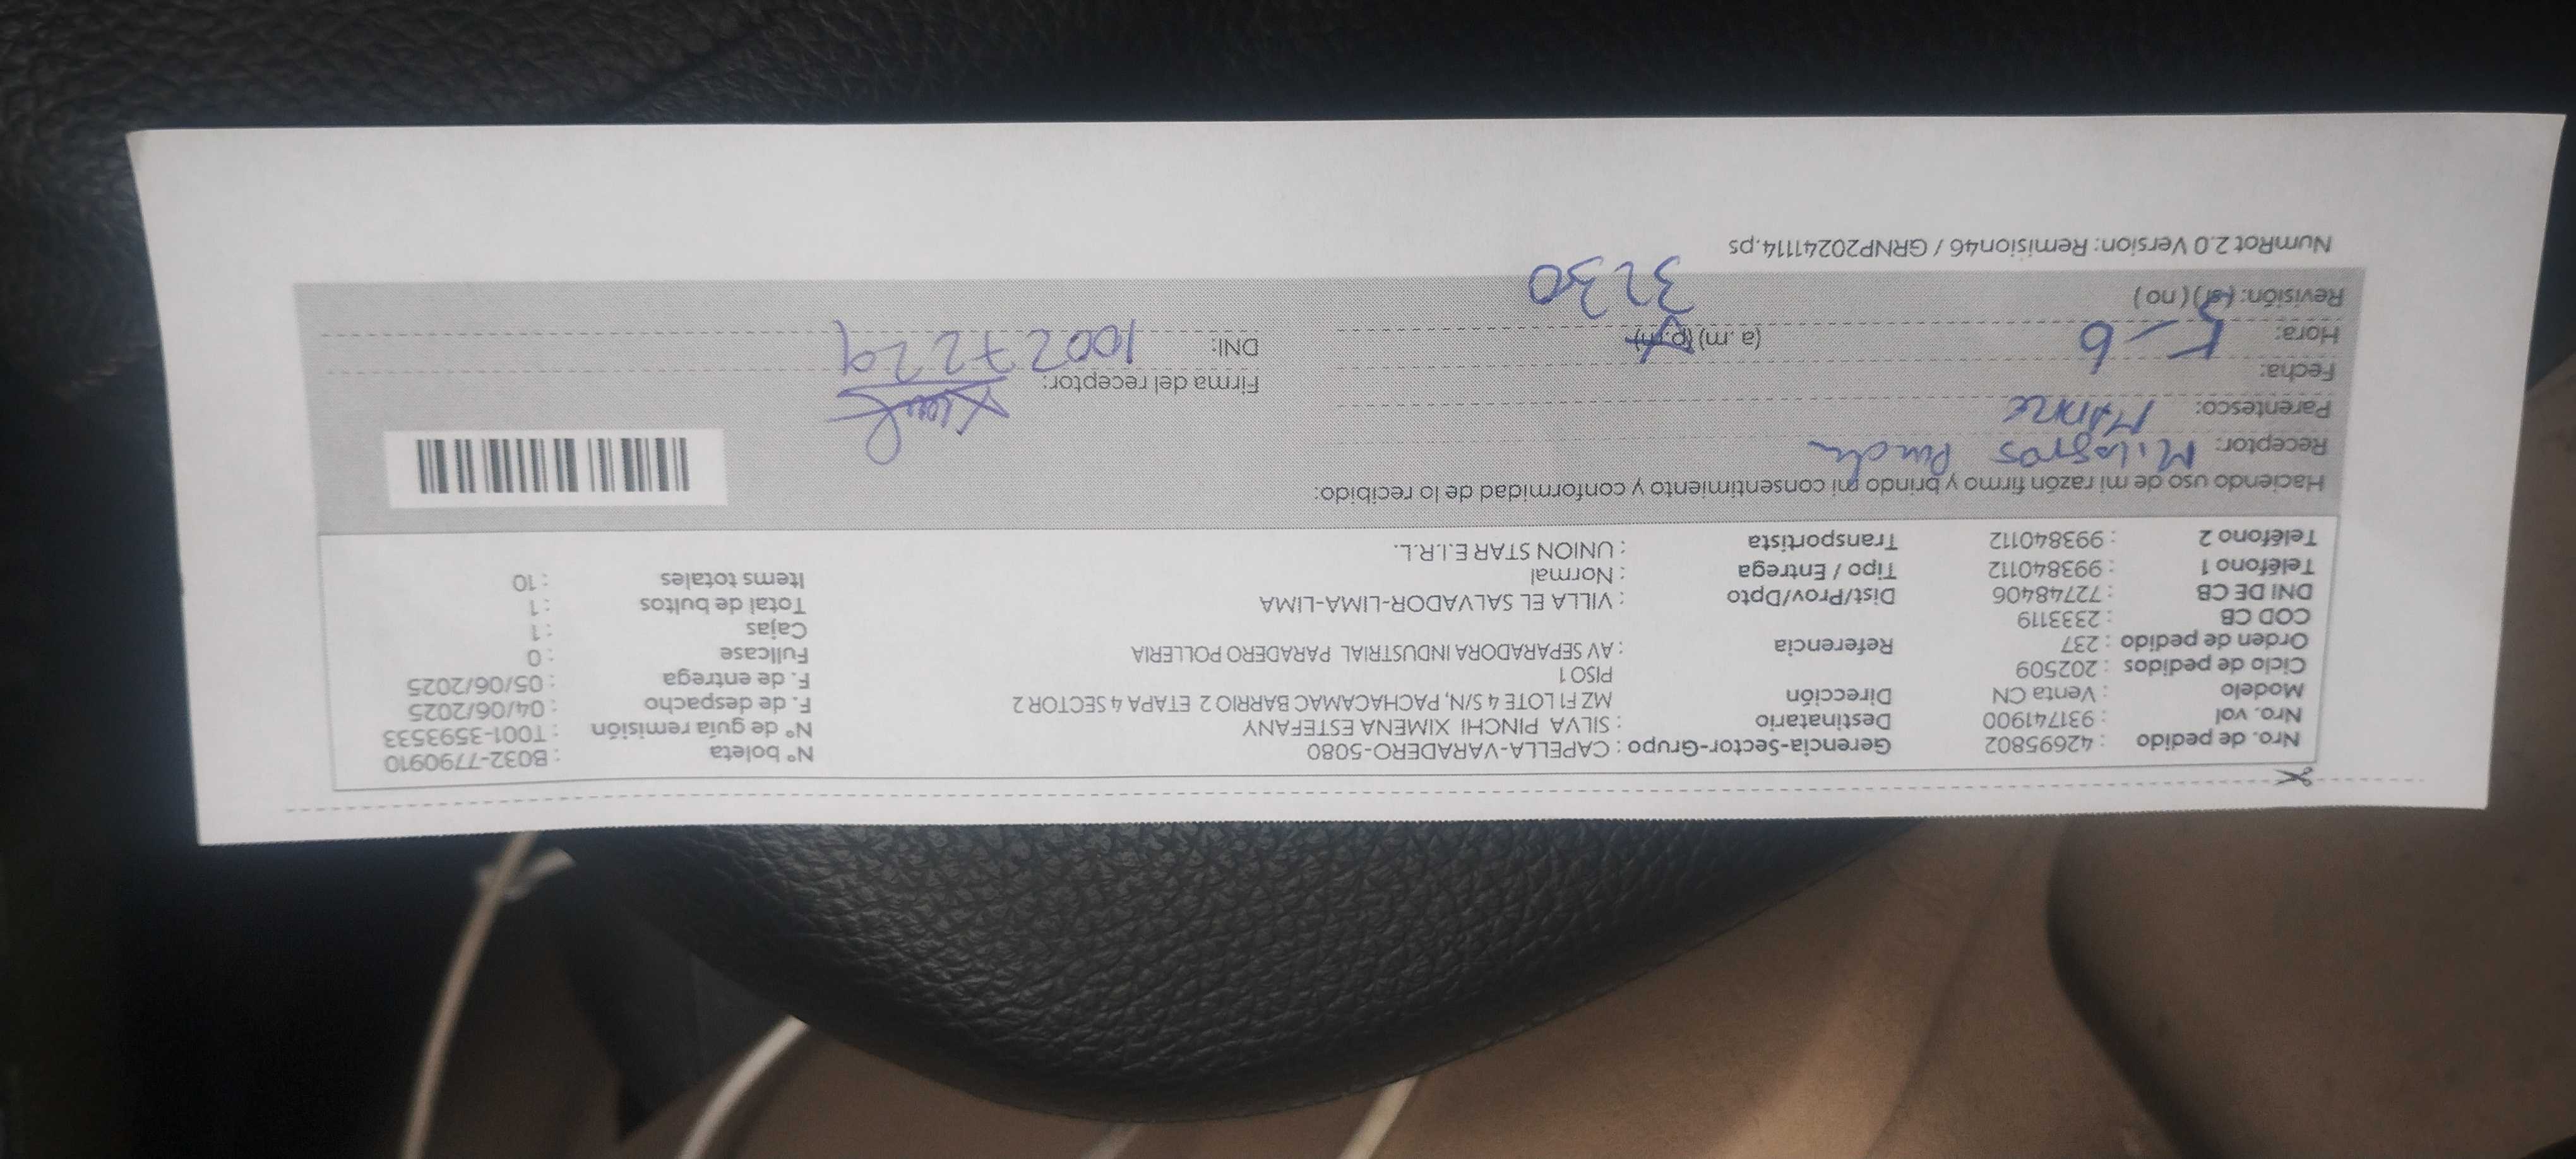 Nro. de pedido : 42695802 Gerencia-Sector-Grupo : CAPELLA-VARADERO-5080 N° boleta : B032-7790910
Nro. vol : 931741900 Destinatario : SILVA PINCHI XIMENA ESTEFANY N° de guía remisión : T001-3593533
Modelo : Venta CN Dirección MZ F1 LOTE 4 S/N, PACHACAMAC BARRIO 2 ETAPA 4 SECTOR 2 F. de despacho : 04/06/2025
Ciclo de pedidos : 202509 PISO 1 F. de entrega : 05/06/2025
Orden de pedido : 237 Referencia : AV SEPARADORA INDUSTRIAL PARADERO POLLERIA Fullcase : 0
COD CB : 2333119 Cajas : 1
DNI DE CB : 72748406 Dist/Prov/Dpto : VILLA EL SALVADOR-LIMA-LIMA Total de bultos : 1
Teléfono 1 : 993840112 Tipo / Entrega : Normal Items totales : 10
Teléfono 2 : 993840112 Transportista : UNION STAR E.I.R.L.
Haciendo uso de mi razón firmo y brindo mi consentimiento y conformidad de lo recibido:
Receptor: Milagros
Parentesco: Madre
Fecha: 5-6 Firma del receptor:
Hora: (a.m) (p.m) DNI: 10027229
Revisión: (si) (no) 3230
NumRot 2.0 Version: Remision46 / GRNP20241114.ps